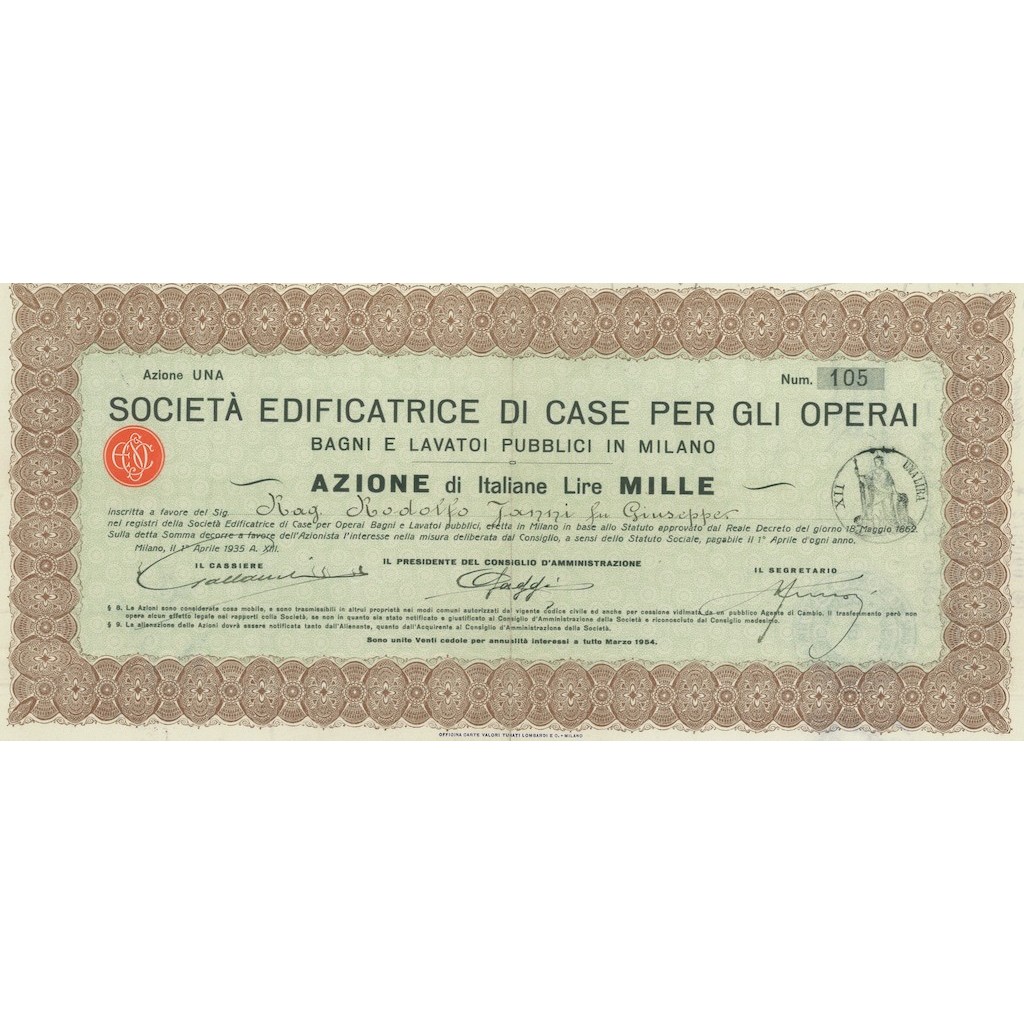 Azione UNA
Num. 105
SOCIETÀ EDIFICATRICE DI CASE PER GLI OPERAI
BAGNI E LAVATOI PUBBLICI IN MILANO
AZIONE di Italiane Lire MILLE
XII UNA LIRA
inscritta a favore del Sig. Rag. Rodolfo Janni fu Giuseppe
nei registri della Società Edificatrice di Case per Operai Bagni e Lavatoi pubblici, eretta in Milano in base allo Statuto approvato dal Reale Decreto del giorno 18 Maggio 1862.
Sulla detta Somma decorre a favore dell'Azionista l'interesse nella misura deliberata dal Consiglio, a sensi dello Statuto Sociale, pagabile il 1° Aprile d'ogni anno.
Milano, il 1° Aprile 1935 A. XIII.
IL CASSIERE
IL PRESIDENTE DEL CONSIGLIO D'AMMINISTRAZIONE
IL SEGRETARIO
§ 8. Le Azioni sono considerate cosa mobile, e sono trasmissibili in altrui proprietà nei modi comuni autorizzati dal vigente codice civile ed anche per cessione vidimata da un pubblico Agente di Cambio. Il trasferimento però non
opera alcun effetto legale nei rapporti colla Società, se non in quanto sia stato notificato e giustificato al Consiglio d'Amministrazione della Società e riconosciuto dal Consiglio medesimo.
§ 9. La alienazione delle Azioni dovrà essere notificata tanto dall'Alienante, quanto dall'Acquirente al Consiglio d'Amministrazione della Società.
Sono unite Venti cedole per annualità interessi a tutto Marzo 1954.
OFFICINA CARTE VALORI TURATI LOMBARDI E C. - MILANO